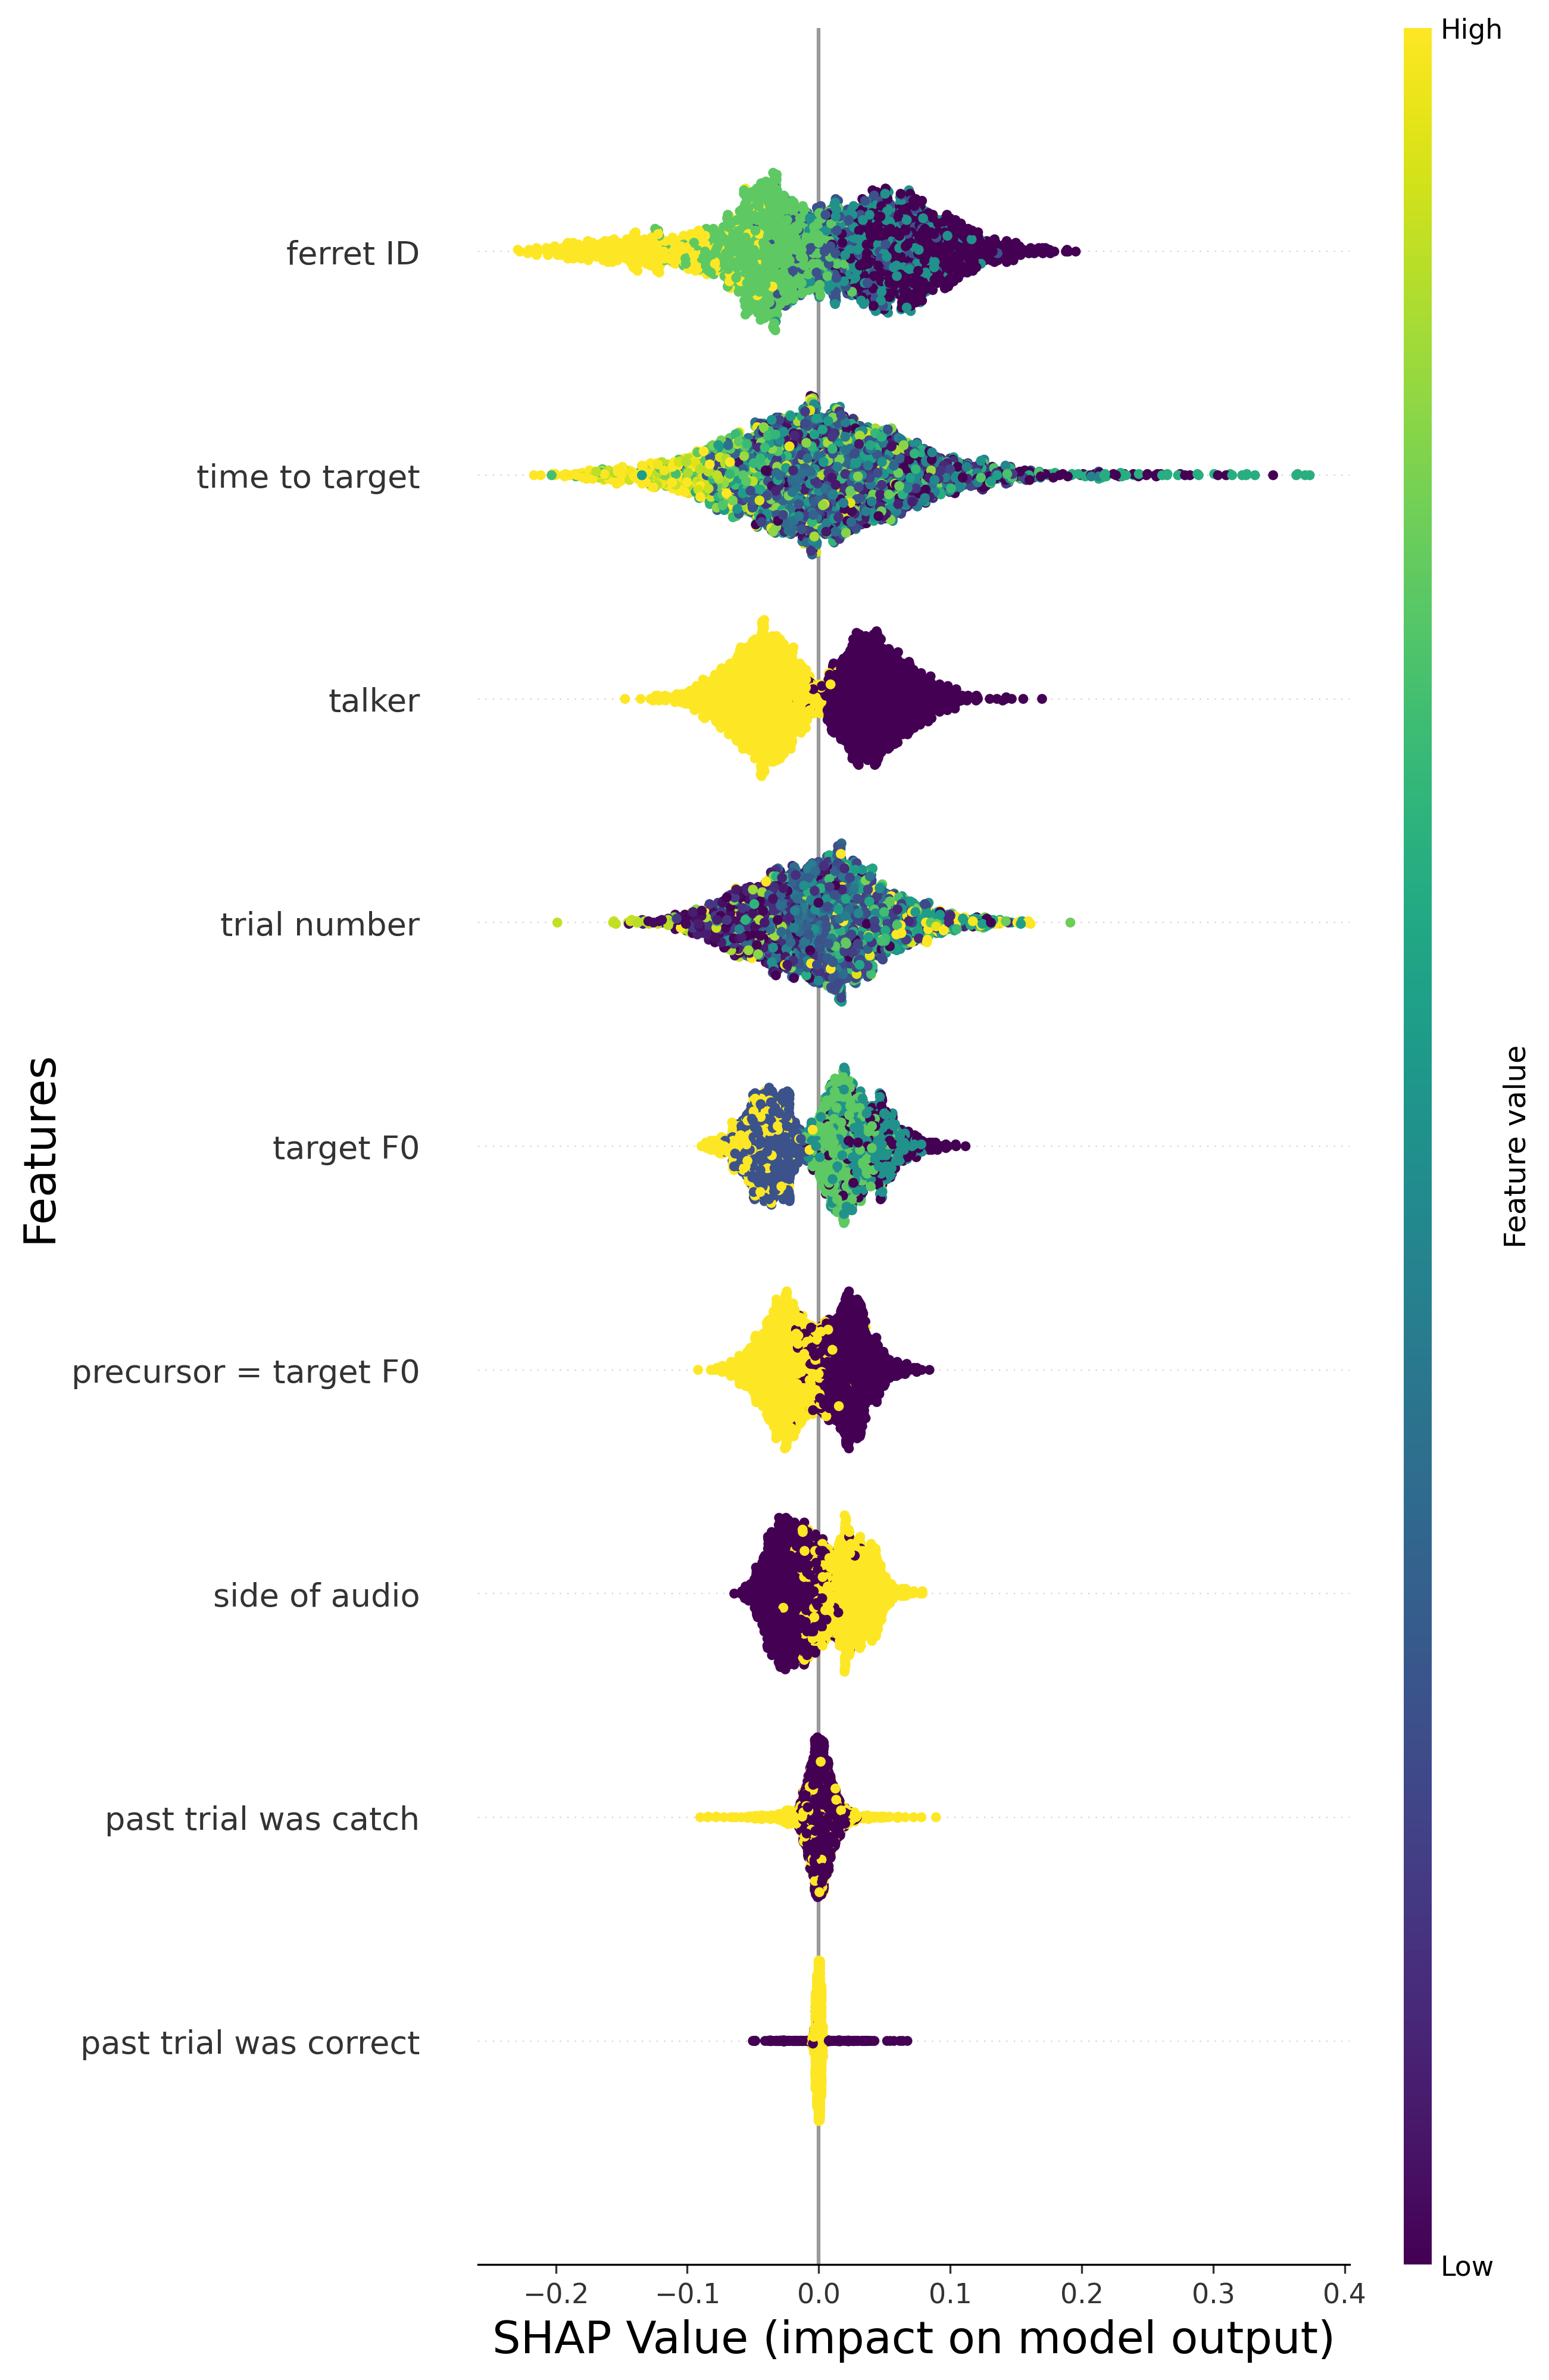 High
ferret ID
time to target
talker
trial number
target F0
precursor = target F0
side of audio
past trial was catch
past trial was correct
Features
Feature value
Low
−0.2 −0.1 0.0 0.1 0.2 0.3 0.4
SHAP Value (impact on model output)